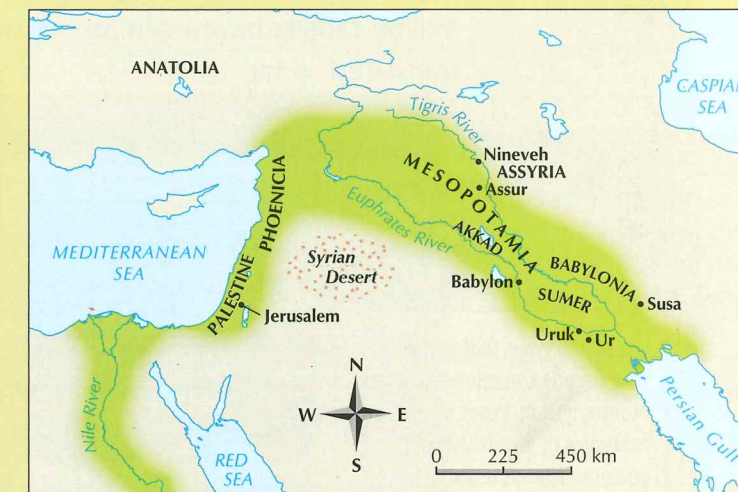 ANATOLIA
CASPIAN
SEA
Tigris River
Nineveh
ASSYRIA
Assur
MESOPOTAMIA
PHOENICIA
Euphrates River
AKKAD
MEDITERRANEAN
SEA
Syrian
Desert
BABYLONIA
Babylon
SUMER
Susa
PALESTINE
Jerusalem
Uruk
Ur
N
W
E
S
Nile River
RED
SEA
Persian Gulf
0 225 450 km